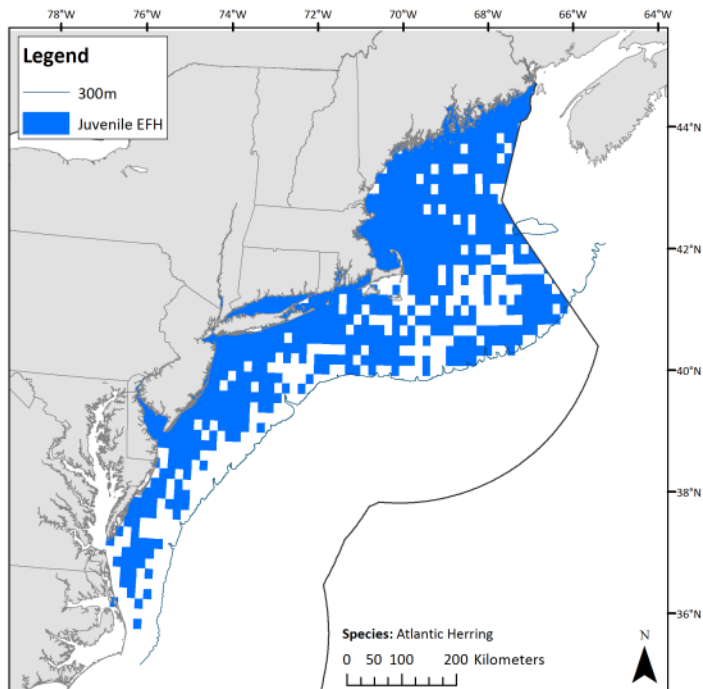 78°W 76°W 74°W 72°W 70°W 68°W 66°W 64°W
Legend
300m
Juvenile EFH
44°N
42°N
40°N
38°N
36°N
Species: Atlantic Herring
0 50 100 200 Kilometers
N